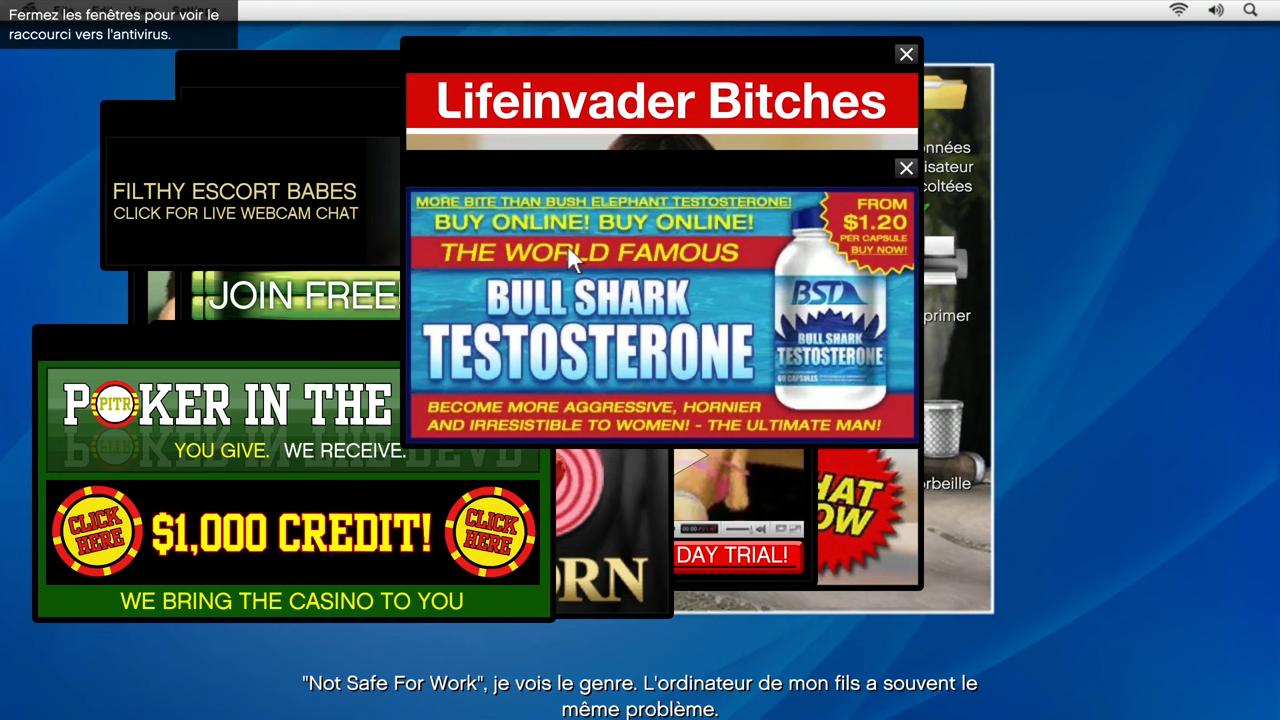 Fermez les fenêtres pour voir le
raccourci vers l'antivirus.
Lifeinvader Bitches
FILTHY ESCORT BABES
CLICK FOR LIVE WEBCAM CHAT
JOIN FREE
MORE BITE THAN BUSH ELEPHANT TESTOSTERONE!
BUY ONLINE! BUY ONLINE!
THE WORLD FAMOUS
BULL SHARK
TESTOSTERONE
BECOME MORE AGGRESSIVE, HORNIER
AND IRRESISTIBLE TO WOMEN! - THE ULTIMATE MAN!
FROM
$1.20
PER CAPSULE
BUY NOW!
BSD
BULL SHARK
TESTOSTERONE
60 CAPSULES
onnées
isateur
oltées
primer
orbeille
POKER IN THE
PITR
YOU GIVE. WE RECEIVE.
CLICK HERE
$1,000 CREDIT!
CLICK HERE
WE BRING THE CASINO TO YOU
ORN
DAY TRIAL!
HAT
OW
"Not Safe For Work", je vois le genre. L'ordinateur de mon fils a souvent le
même problème.